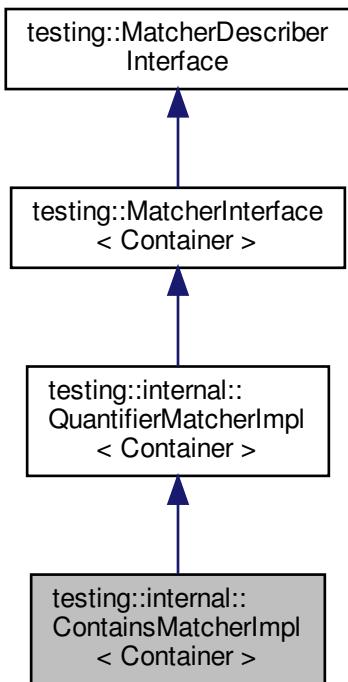 testing::MatcherDescriber
Interface
testing::MatcherInterface
< Container >
testing::internal::
QuantifierMatcherImpl
< Container >
testing::internal::
ContainsMatcherImpl
< Container >